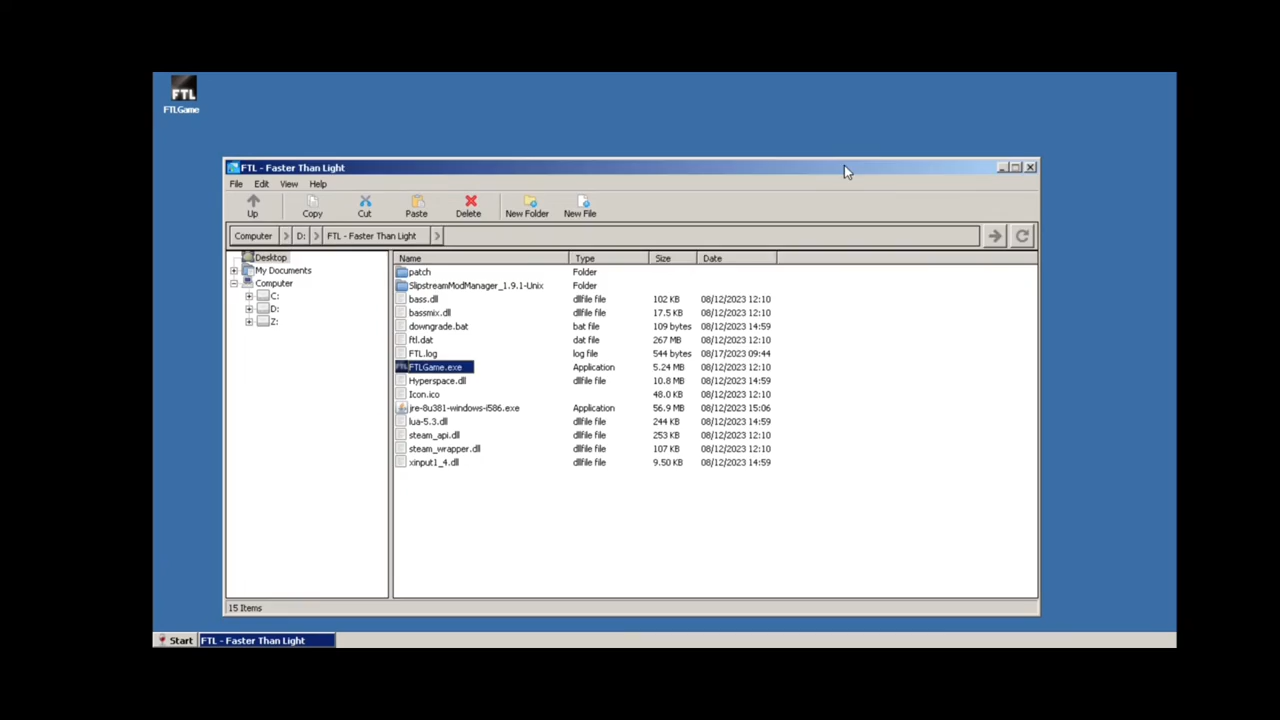 FTL
FTLGame
FTL - Faster Than Light
File Edit View Help
Up Copy Cut Paste Delete New Folder New File
Computer D: FTL - Faster Than Light
Desktop
My Documents
Computer
C:
D:
Z:
Name Type Size Date
patch Folder
SlipstreamModManager_1.9.1-Unix Folder
bass.dll dllfile file 102 KB 08/12/2023 12:10
bassmix.dll dllfile file 17.5 KB 08/12/2023 12:10
downgrade.bat bat file 109 bytes 08/12/2023 14:59
ftl.dat dat file 267 MB 08/12/2023 12:10
FTL.log log file 544 bytes 08/17/2023 09:44
FTLGame.exe Application 5.24 MB 08/12/2023 12:10
Hyperspace.dll dllfile file 10.8 MB 08/12/2023 14:59
Icon.ico 48.0 KB 08/12/2023 12:10
jre-8u381-windows-i586.exe Application 56.9 MB 08/12/2023 15:06
lua-5.3.dll dllfile file 244 KB 08/12/2023 14:59
steam_api.dll dllfile file 253 KB 08/12/2023 12:10
steam_wrapper.dll dllfile file 107 KB 08/12/2023 12:10
xinput1_4.dll dllfile file 9.50 KB 08/12/2023 14:59
15 Items
Start FTL - Faster Than Light